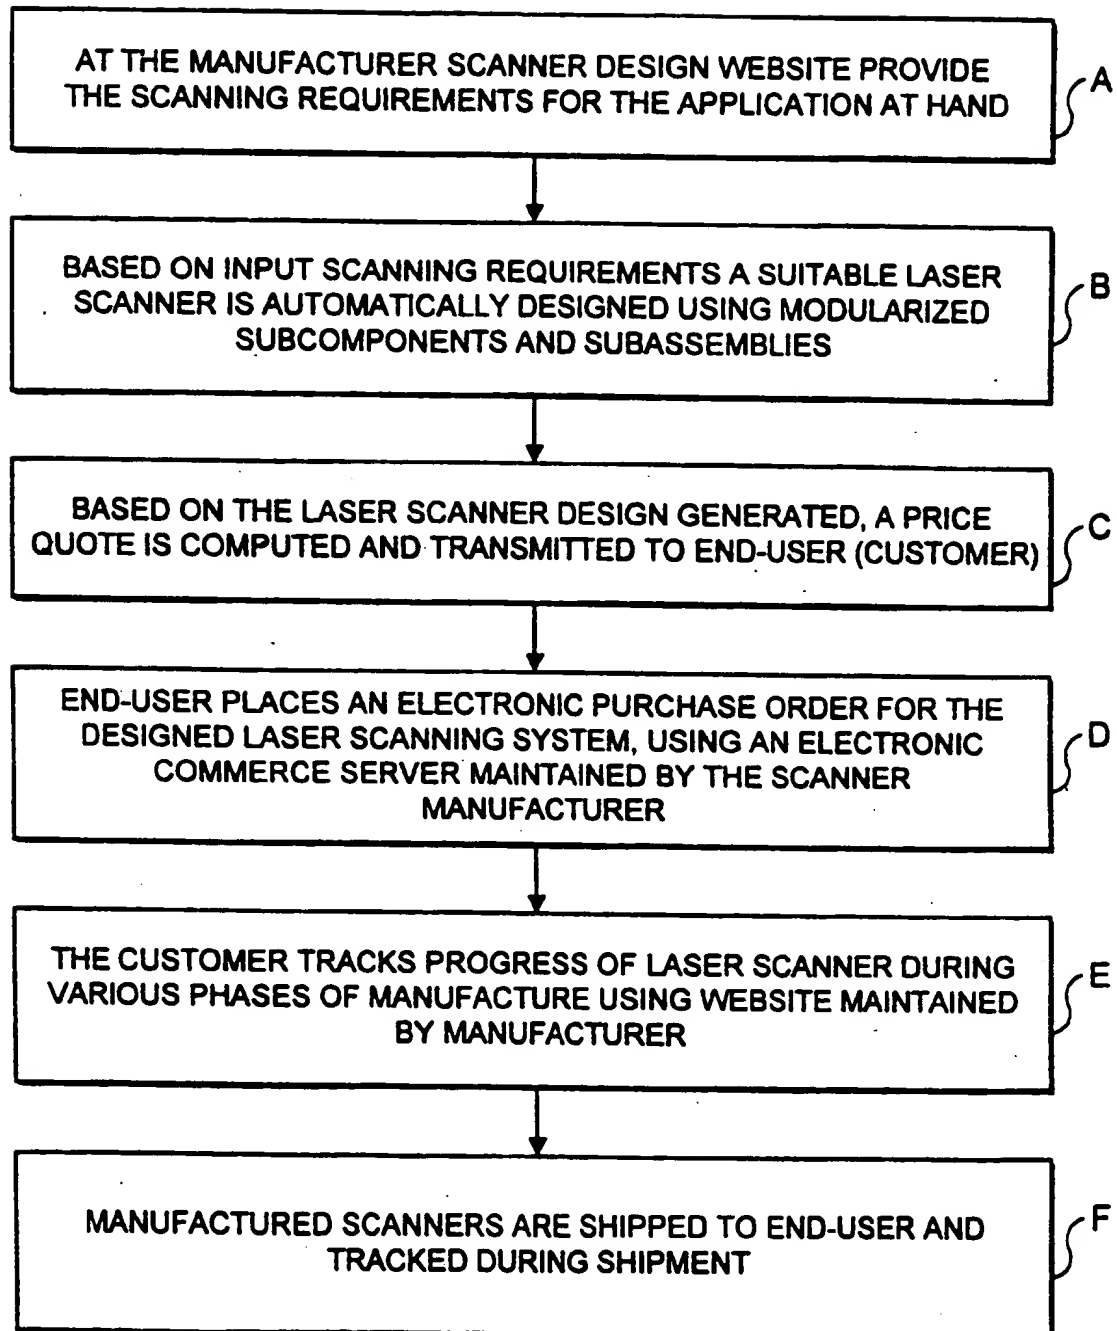 AT THE MANUFACTURER SCANNER DESIGN WEBSITE PROVIDE
THE SCANNING REQUIREMENTS FOR THE APPLICATION AT HAND
A
BASED ON INPUT SCANNING REQUIREMENTS A SUITABLE LASER
SCANNER IS AUTOMATICALLY DESIGNED USING MODULARIZED
SUBCOMPONENTS AND SUBASSEMBLIES
B
BASED ON THE LASER SCANNER DESIGN GENERATED, A PRICE
QUOTE IS COMPUTED AND TRANSMITTED TO END-USER (CUSTOMER)
C
END-USER PLACES AN ELECTRONIC PURCHASE ORDER FOR THE
DESIGNED LASER SCANNING SYSTEM, USING AN ELECTRONIC
COMMERCE SERVER MAINTAINED BY THE SCANNER
MANUFACTURER
D
THE CUSTOMER TRACKS PROGRESS OF LASER SCANNER DURING
VARIOUS PHASES OF MANUFACTURE USING WEBSITE MAINTAINED
BY MANUFACTURER
E
MANUFACTURED SCANNERS ARE SHIPPED TO END-USER AND
TRACKED DURING SHIPMENT
F